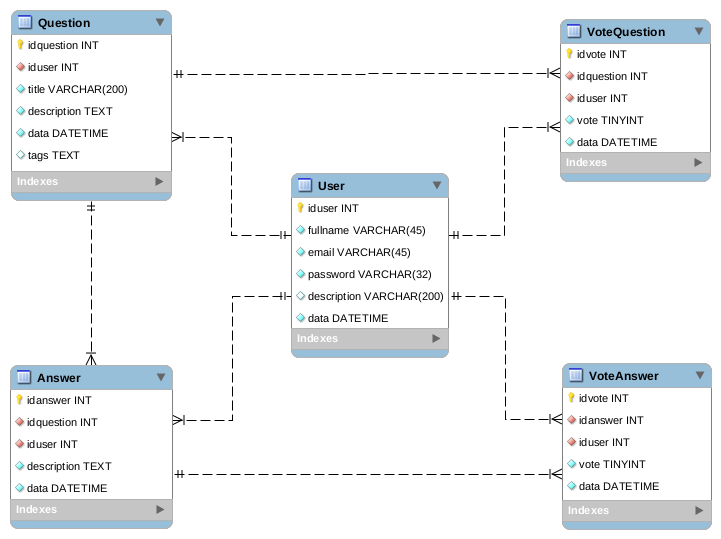 Question
idquestion INT
iduser INT
title VARCHAR(200)
description TEXT
data DATETIME
tags TEXT
Indexes
VoteQuestion
idvote INT
idquestion INT
iduser INT
vote TINYINT
data DATETIME
Indexes
User
iduser INT
fullname VARCHAR(45)
email VARCHAR(45)
password VARCHAR(32)
description VARCHAR(200)
data DATETIME
Indexes
Answer
idanswer INT
idquestion INT
iduser INT
description TEXT
data DATETIME
Indexes
VoteAnswer
idvote INT
idanswer INT
iduser INT
vote TINYINT
data DATETIME
Indexes